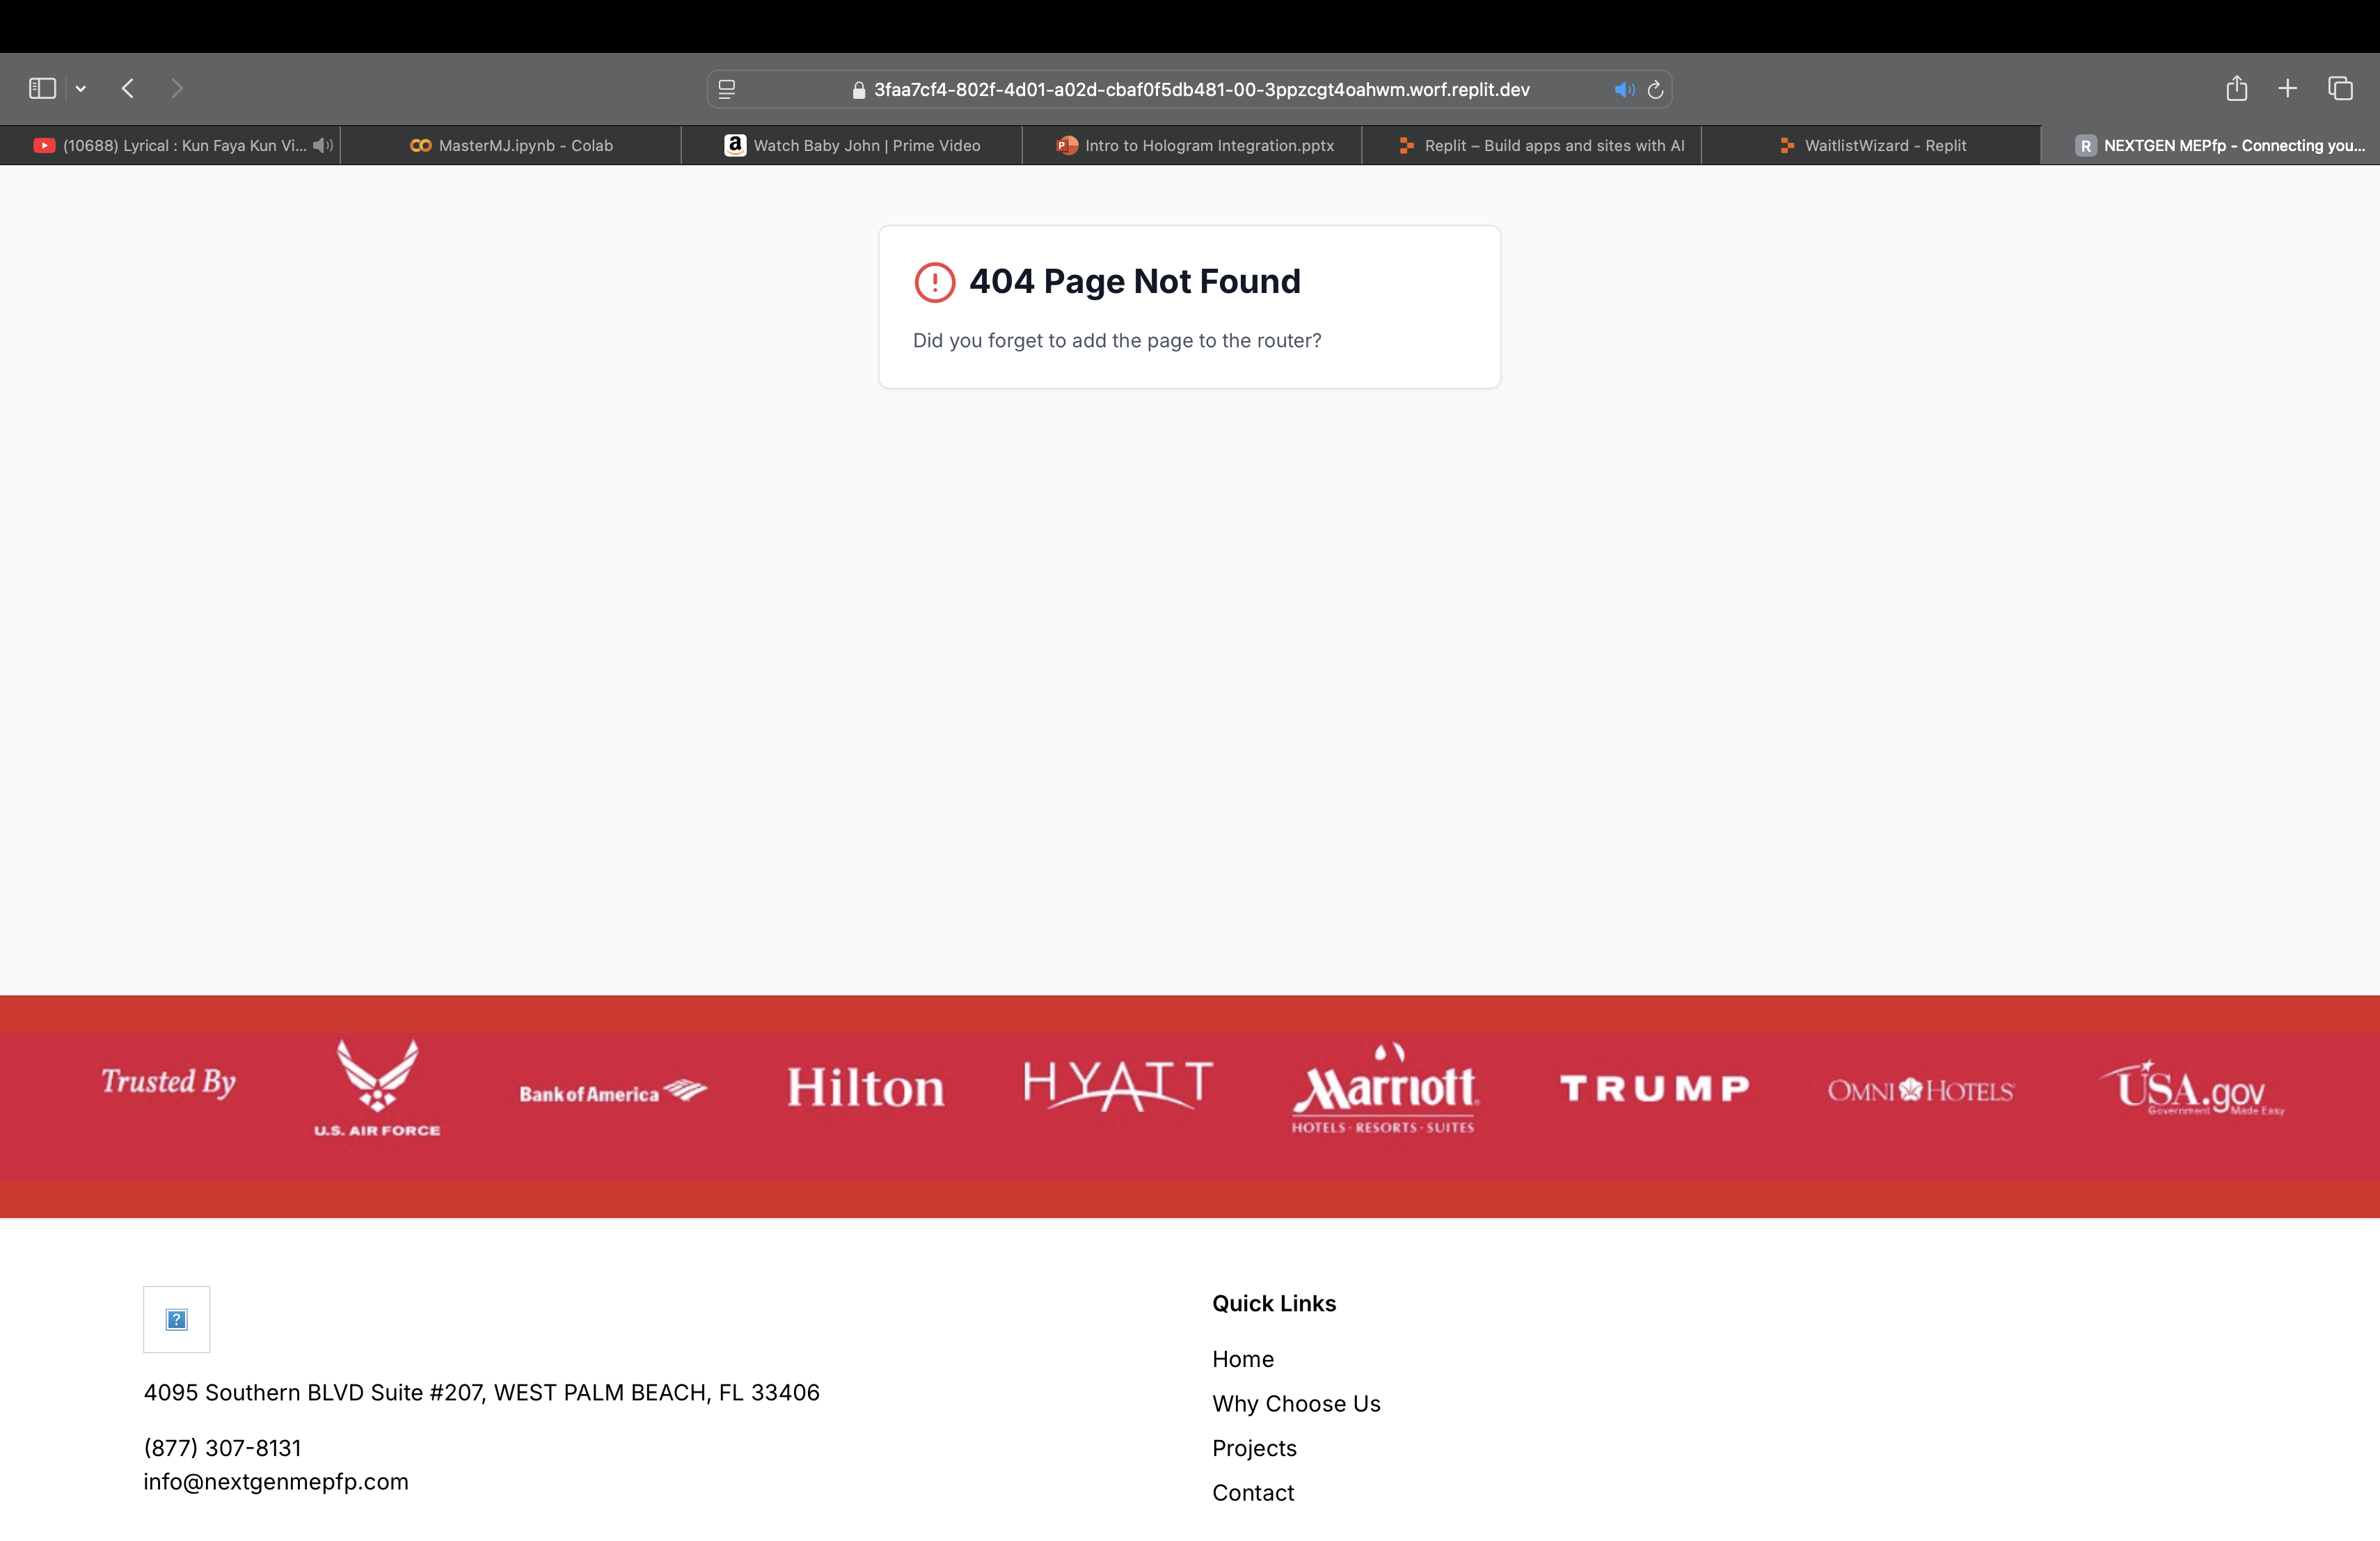 3faa7cf4-802f-4d01-a02d-cbaf0f5db481-00-3ppzcgt4oahwm.worf.replit.dev
(10688) Lyrical : Kun Faya Kun Vi...
MasterMJ.ipynb - Colab
Watch Baby John | Prime Video
Intro to Hologram Integration.pptx
Replit – Build apps and sites with AI
WaitlistWizard - Replit
R NEXTGEN MEPfp - Connecting you...
404 Page Not Found
Did you forget to add the page to the router?
Trusted By
U.S. AIR FORCE
Bank of America
Hilton
HYATT
Marriott
HOTELS · RESORTS · SUITES
TRUMP
OMNI HOTELS
USA.gov
Government Made Easy
4095 Southern BLVD Suite #207, WEST PALM BEACH, FL 33406
(877) 307-8131
info@nextgenmepfp.com
Quick Links
Home
Why Choose Us
Projects
Contact